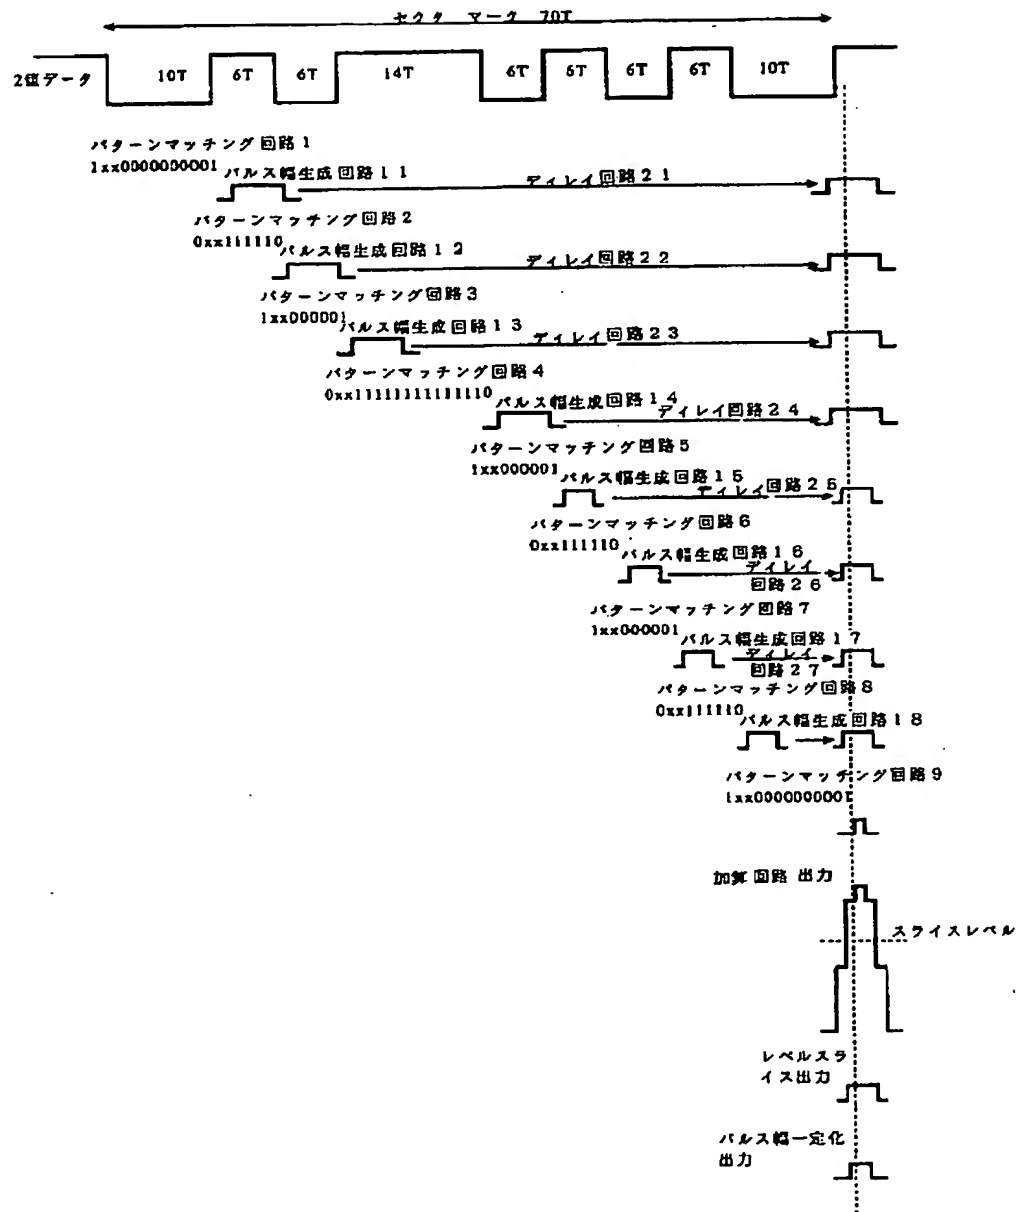 セクターマーク 70T
2値データ
10T 6T 6T 14T 6T 6T 6T 6T 10T
パターンマッチング回路1
1xx0000000001
パルス幅生成回路11
ディレイ回路21
パターンマッチング回路2
0xx111110
パルス幅生成回路12
ディレイ回路22
パターンマッチング回路3
1xx000001
パルス幅生成回路13
ディレイ回路23
パターンマッチング回路4
0xx11111111111110
パルス幅生成回路14
ディレイ回路24
パターンマッチング回路5
1xx000001
パルス幅生成回路15
ディレイ回路25
パターンマッチング回路6
0xx111110
パルス幅生成回路16
ディレイ
回路26
パターンマッチング回路7
1xx000001
パルス幅生成回路17
ディレイ
回路27
パターンマッチング回路8
0xx111110
パルス幅生成回路18
パターンマッチング回路9
1xx0000000001
加算回路出力
スライスレベル
レベルスラ
イス出力
パルス幅一定化
出力